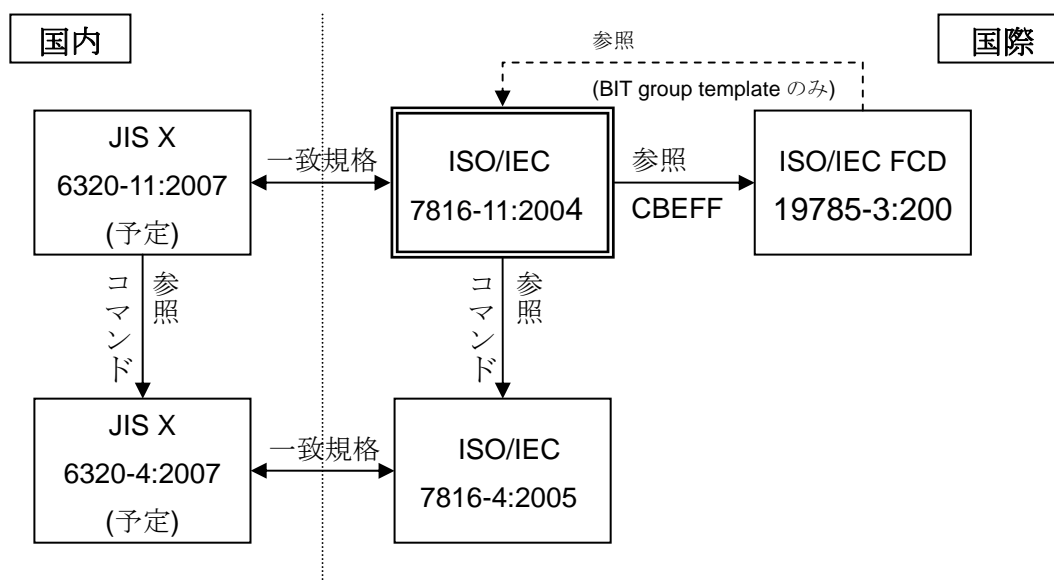 国内
国際
参照
(BIT group template のみ)
JIS X
6320-11:2007
(予定)
一致規格
ISO/IEC
7816-11:2004
参照
CBEFF
ISO/IEC FCD
19785-3:200
参照
コマンド
参照
コマンド
JIS X
6320-4:2007
(予定)
一致規格
ISO/IEC
7816-4:2005